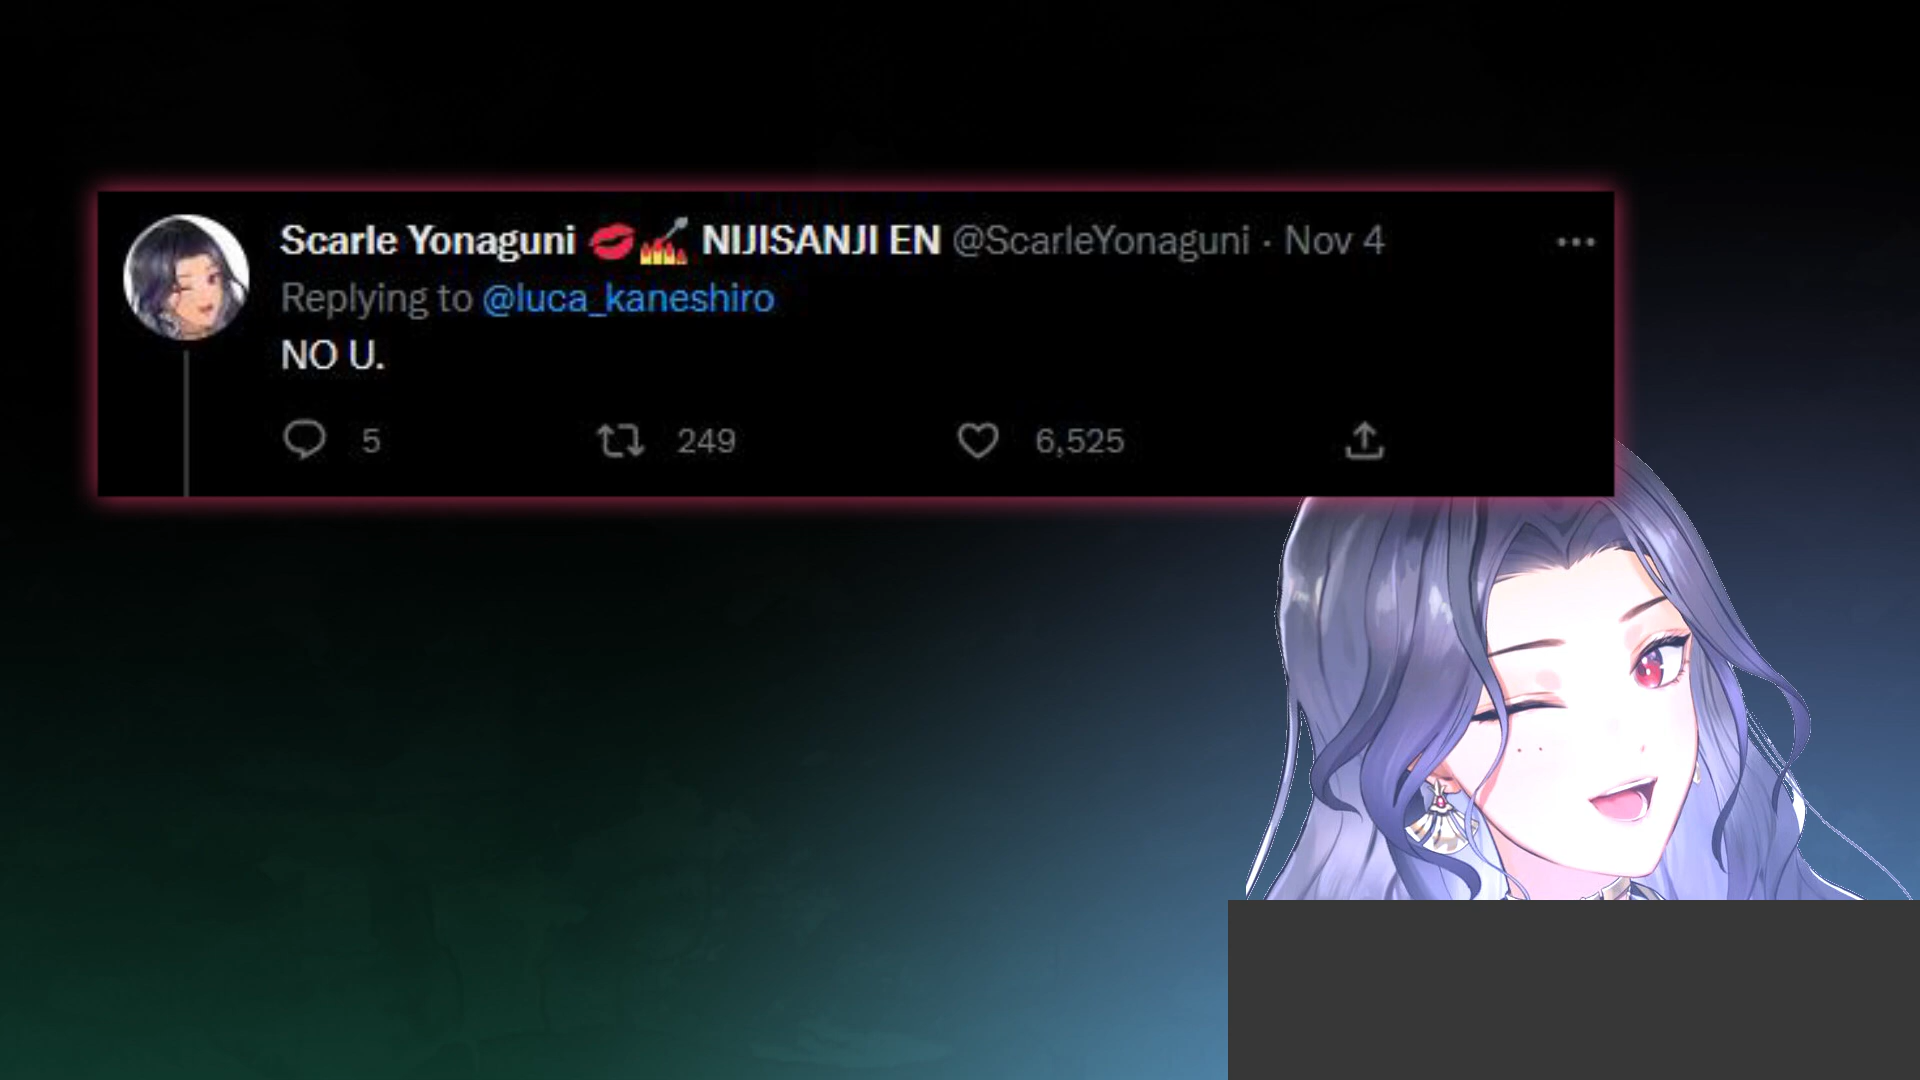 Scarle Yonaguni 💋💅 NIJISANJI EN @ScarleYonaguni · Nov 4
Replying to @luca_kaneshiro
NO U.
5 249 6,525